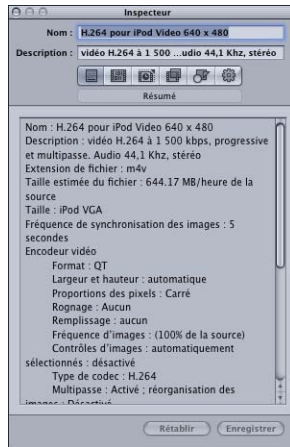 Inspecteur
Nom : H.264 pour iPod Video 640 x 480
Description : vidéo H.264 à 1 500 ...udio 44,1 Khz, stéréo
Résumé
Nom : H.264 pour iPod Video 640 x 480
Description : vidéo H.264 à 1 500 kbps, progressive
et multipasse. Audio 44,1 Khz, stéréo
Extension de fichier : m4v
Taille estimée du fichier : 644.17 MB/heure de la
source
Taille : iPod VGA
Fréquence de synchronisation des images : 5
secondes
Encodeur vidéo
Format : QT
Largeur et hauteur : automatique
Proportions des pixels : Carré
Rognage : Aucun
Remplissage : aucun
Fréquence d'images : (100% de la source)
Contrôles d'images : automatiquement
sélectionnés : désactivé
Type de codec : H.264
Multipasse : Activé ; réorganisation des
images : Désactivé
Rétablir
Enregistrer